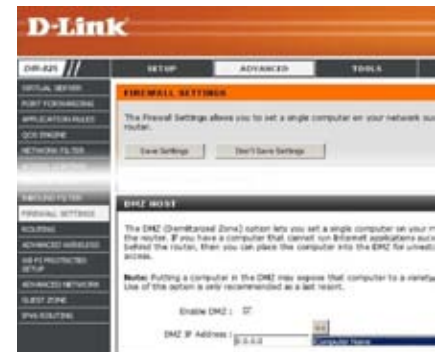 D-Link
DIR-825 //
SETUP
ADVANCED
TOOLS
VIRTUAL SERVER
PORT FORWARDING
APPLICATION RULES
QOS ENGINE
NETWORK FILTER
INBOUND FILTER
FIREWALL SETTINGS
ROUTING
ADVANCED WIRELESS
WI-FI PROTECTED
SETUP
ADVANCED NETWORK
GUEST ZONE
IPV6 ROUTING
FIREWALL SETTINGS
The Firewall Settings allows you to set a single computer on your network
router.
Save Settings
Don't Save Settings
DMZ HOST
The DMZ (Demilitarized Zone) option lets you set a single computer on your
the router. If you have a computer that cannot run Internet applications
behind the router, then you can place the computer into the DMZ for
access.
Note: Putting a computer in the DMZ may expose that computer to a
Use of this option is only recommended as a last resort.
Enable DMZ :
DMZ IP Address :
0.0.0.0
<<
Computer Name